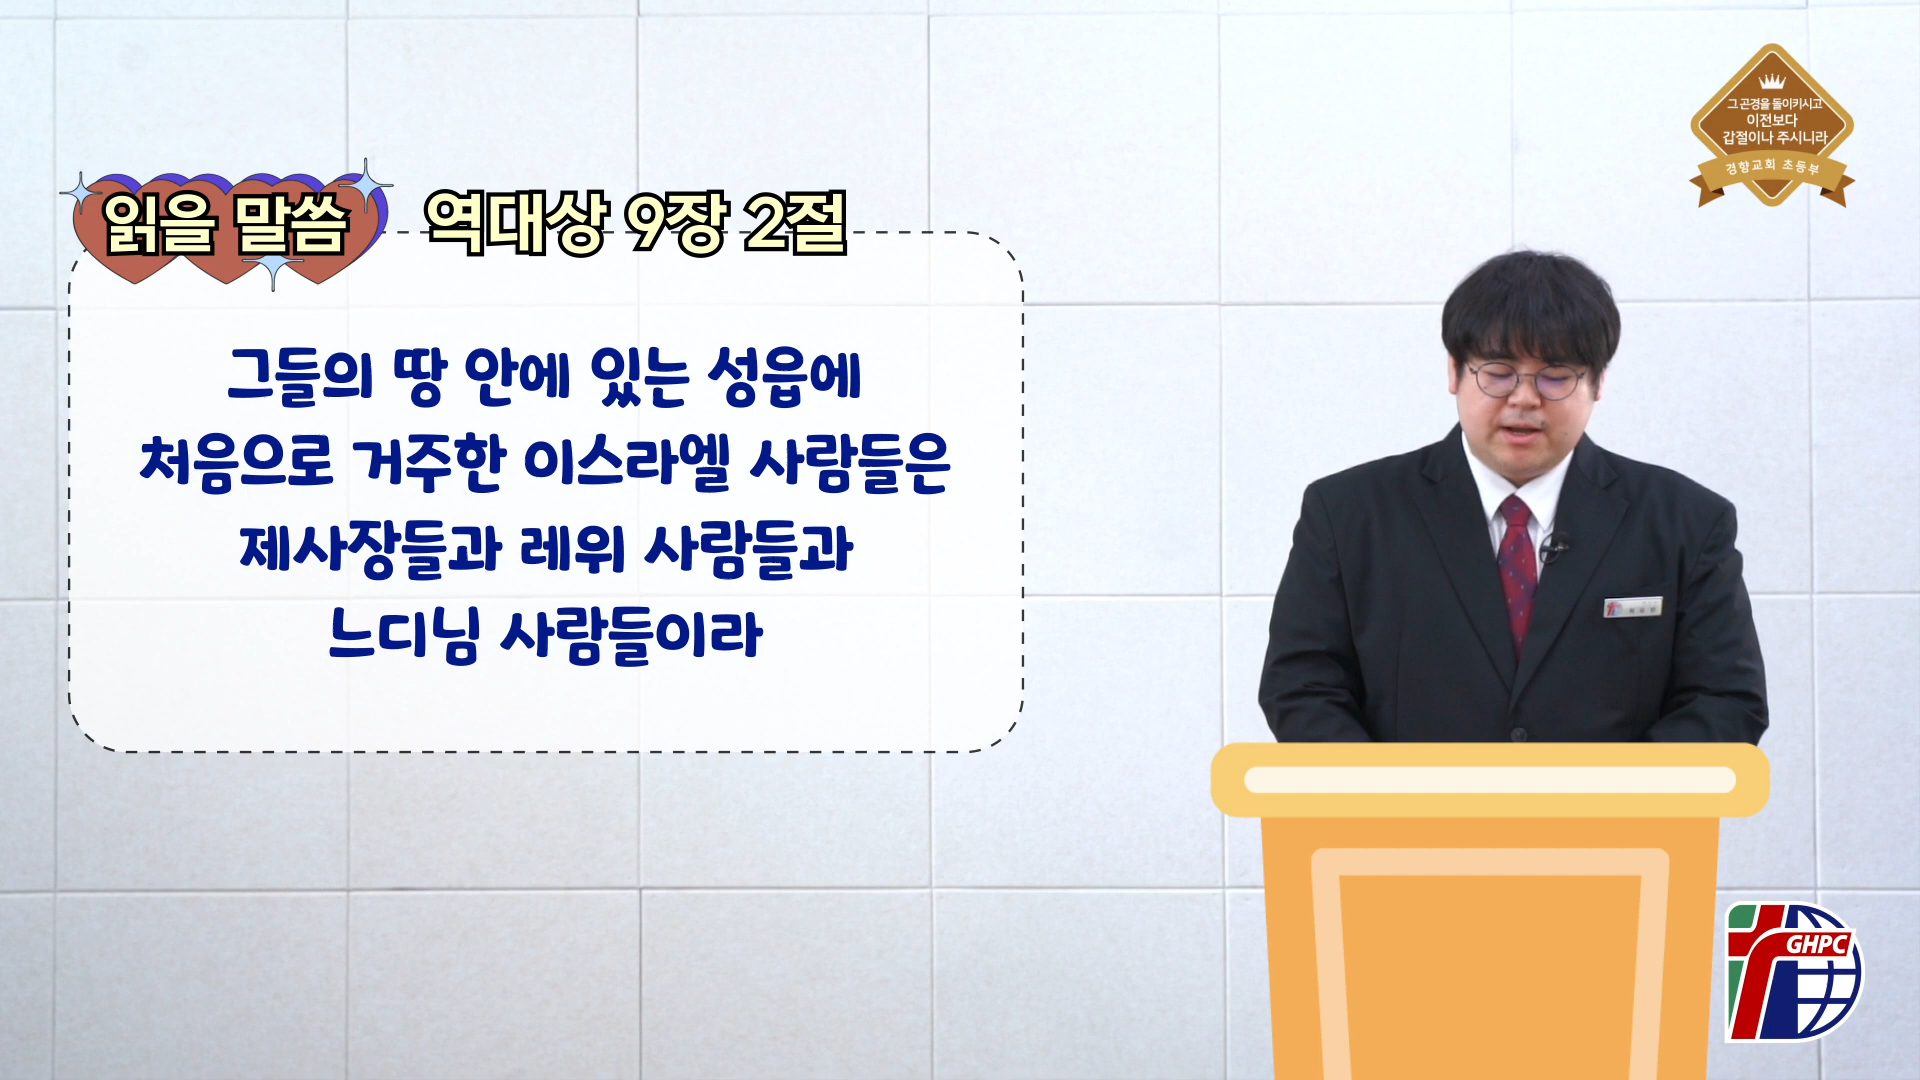 읽을 말씀 역대상 9장 2절
그들의 땅 안에 있는 성읍에
처음으로 거주한 이스라엘 사람들은
제사장들과 레위 사람들과
느디님 사람들이라
그 곤경을 돌이키시고
이전보다
갑절이나 주시니라
경향교회 초등부
GHPC